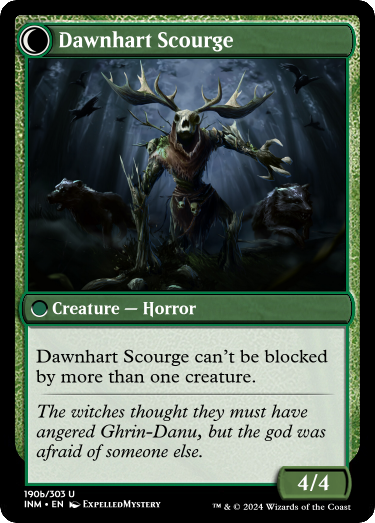 Dawnhart Scourge
Creature — Horror
Dawnhart Scourge can't be blocked
by more than one creature.
The witches thought they must have
angered Ghrin-Danu, but the god was
afraid of someone else.
4/4
190b/303 U
INM • EN ExpelledMystery
™ & © 2024 Wizards of the Coast